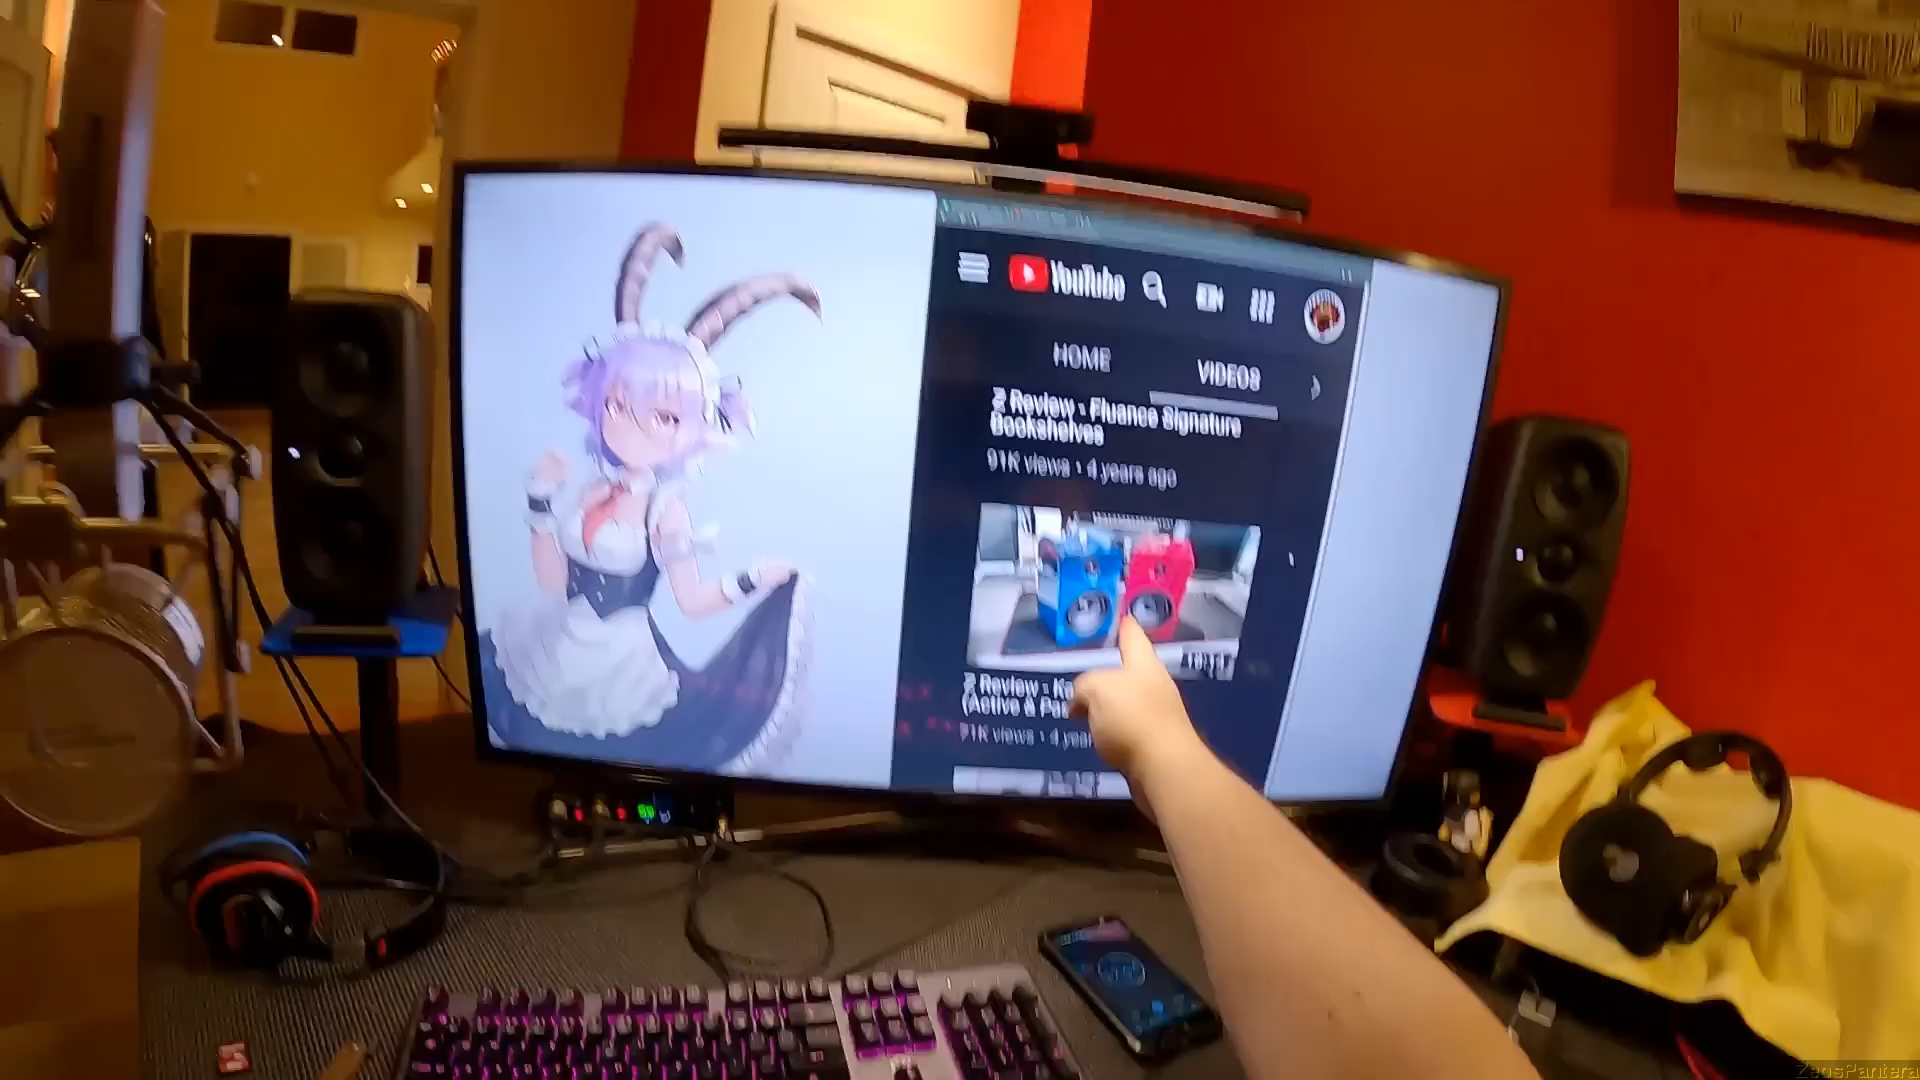 YouTube
HOME
VIDEOS
Z Review - Fluance Signature
Bookshelves
91K views • 4 years ago
Z Review - Ka
(Active & Pas
91K views • 4 year
ZeosPantera